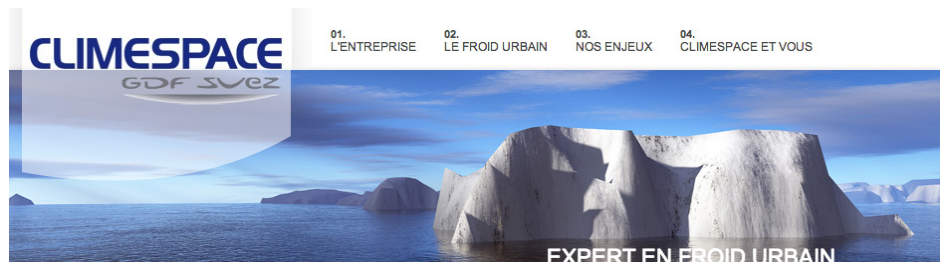 CLIMESPACE
GDF SUEZ
01.
L'ENTREPRISE
02.
LE FROID URBAIN
03.
NOS ENJEUX
04.
CLIMESPACE ET VOUS
EXPERT EN FROID URBAIN